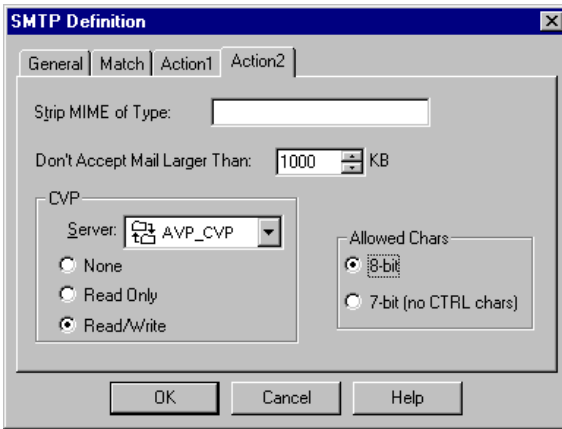 SMTP Definition
General Match Action1 Action2
Strip MIME of Type:
Don't Accept Mail Larger Than: 1000 KB
CVP
Server: AVP_CVP
None
Read Only
Read/Write
Allowed Chars
8-bit
7-bit (no CTRL chars)
OK Cancel Help